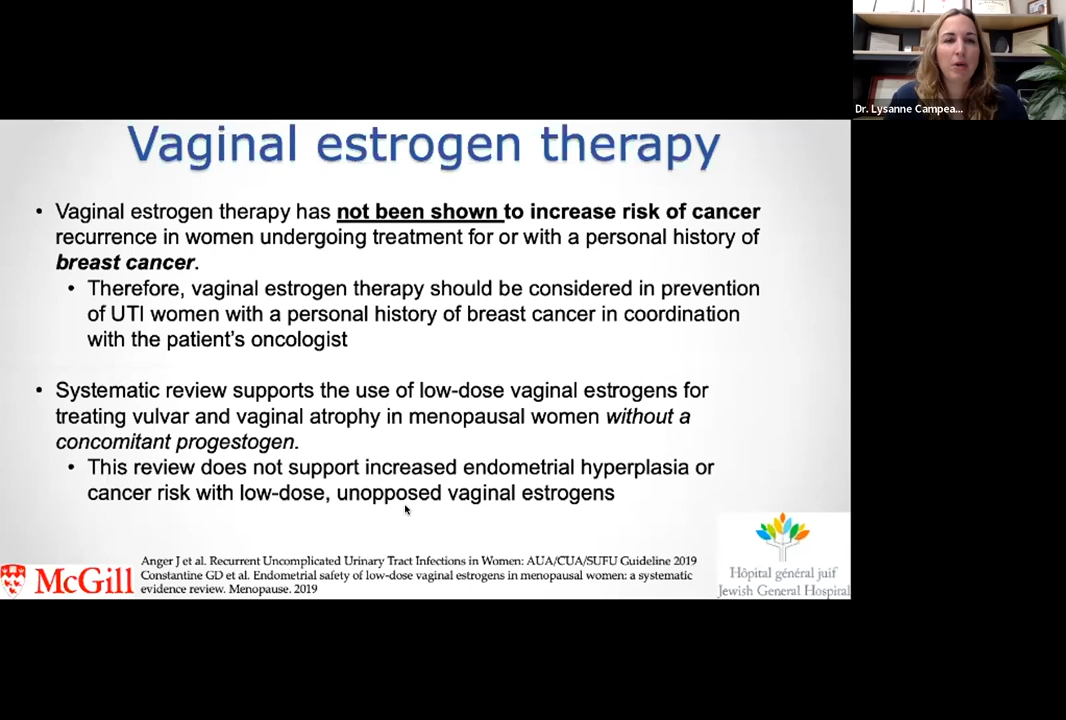 Dr. Lysanne Campea...
Vaginal estrogen therapy
• Vaginal estrogen therapy has not been shown to increase risk of cancer
recurrence in women undergoing treatment for or with a personal history of
breast cancer.
• Therefore, vaginal estrogen therapy should be considered in prevention
of UTI women with a personal history of breast cancer in coordination
with the patient's oncologist
• Systematic review supports the use of low-dose vaginal estrogens for
treating vulvar and vaginal atrophy in menopausal women without a
concomitant progestogen.
• This review does not support increased endometrial hyperplasia or
cancer risk with low-dose, unopposed vaginal estrogens
Anger J et al. Recurrent Uncomplicated Urinary Tract Infections in Women: AUA/CUA/SUFU Guideline 2019
Constantine GD et al. Endometrial safety of low-dose vaginal estrogens in menopausal women: a systematic
evidence review. Menopause. 2019
McGill
Hôpital général juif
Jewish General Hospital